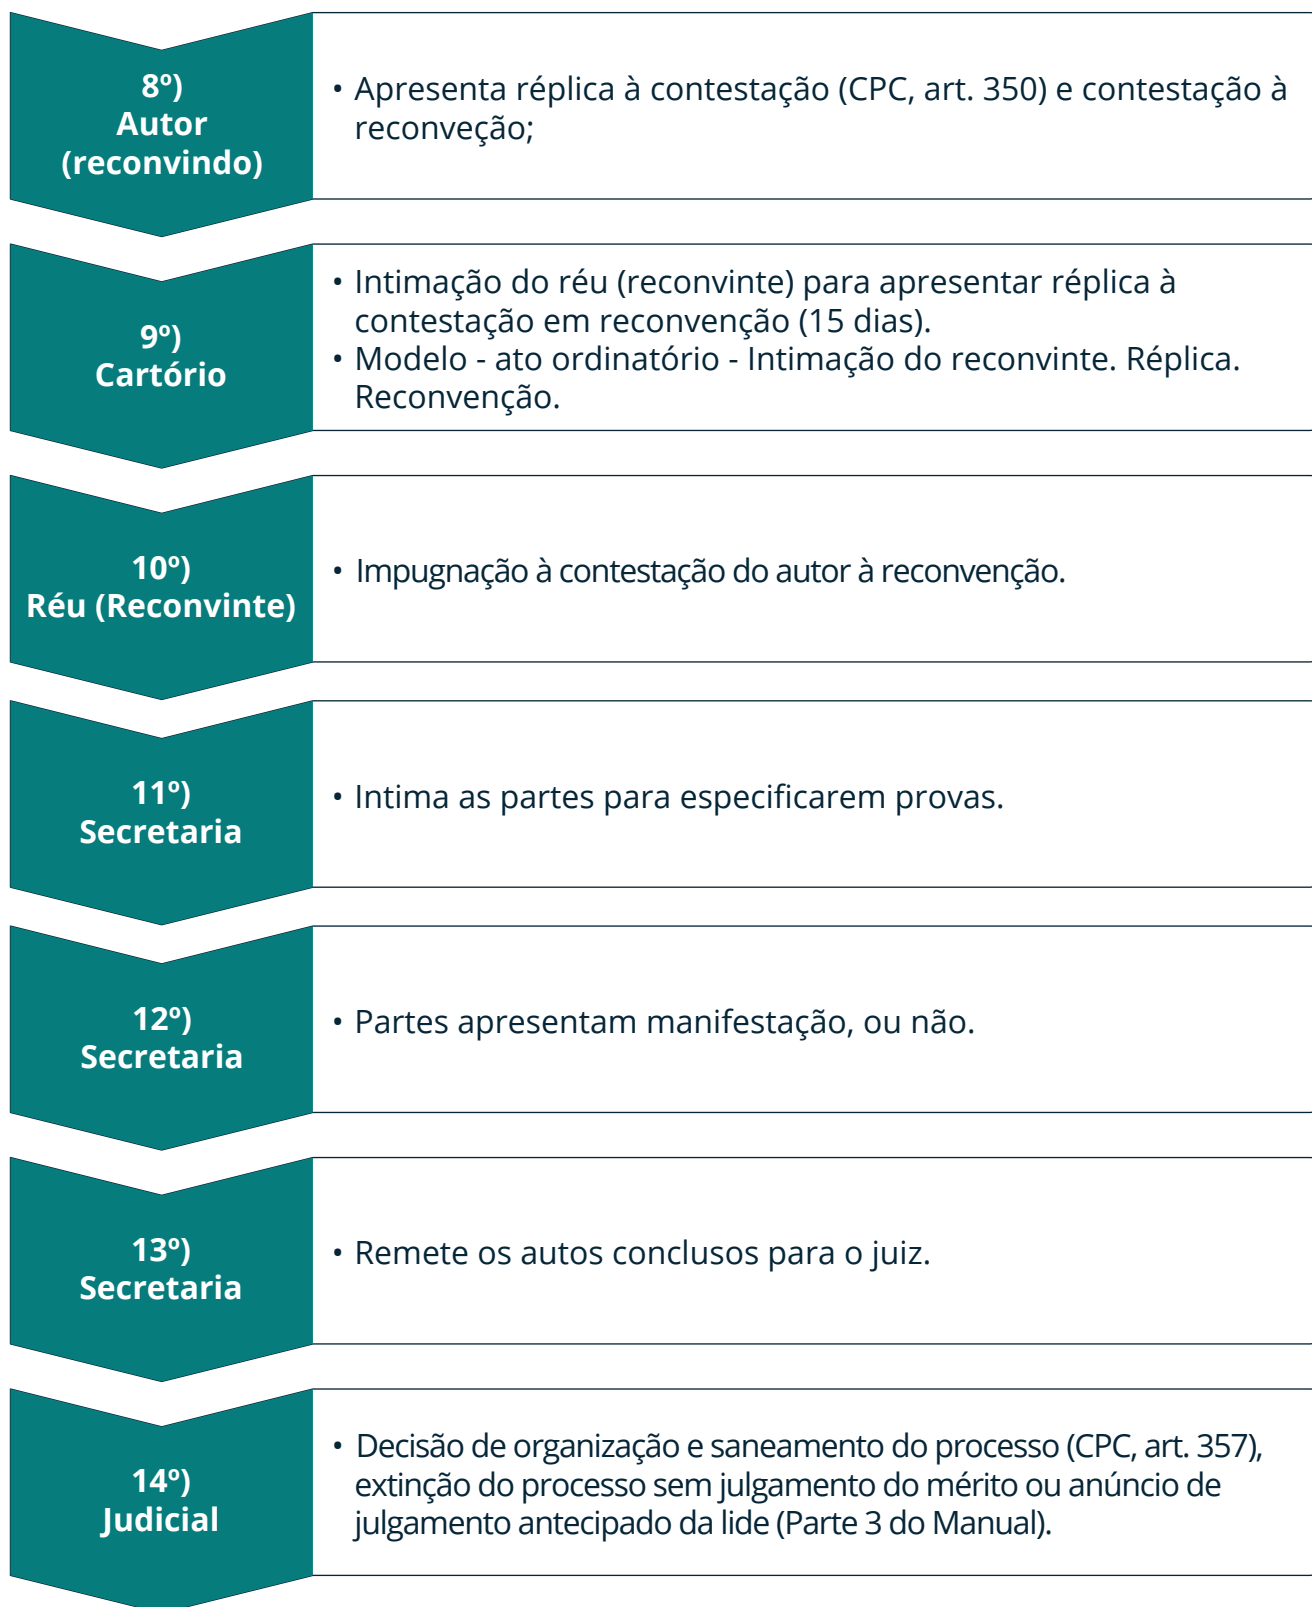 8º)
Autor
(reconvindo)
• Apresenta réplica à contestação (CPC, art. 350) e contestação à
reconveção;
9º)
Cartório
• Intimação do réu (reconvinte) para apresentar réplica à
contestação em reconvenção (15 dias).
• Modelo - ato ordinatório - Intimação do reconvinte. Réplica.
Reconvenção.
10º)
Réu (Reconvinte)
• Impugnação à contestação do autor à reconvenção.
11º)
Secretaria
• Intima as partes para especificarem provas.
12º)
Secretaria
• Partes apresentam manifestação, ou não.
13º)
Secretaria
• Remete os autos conclusos para o juiz.
14º)
Judicial
• Decisão de organização e saneamento do processo (CPC, art. 357),
extinção do processo sem julgamento do mérito ou anúncio de
julgamento antecipado da lide (Parte 3 do Manual).